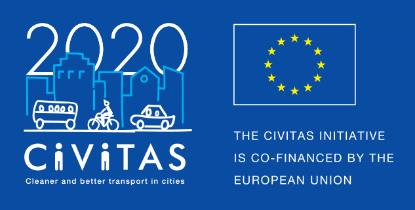 2020
CiViTAS
Cleaner and better transport in cities
THE CIVITAS INITIATIVE
IS CO-FINANCED BY THE
EUROPEAN UNION